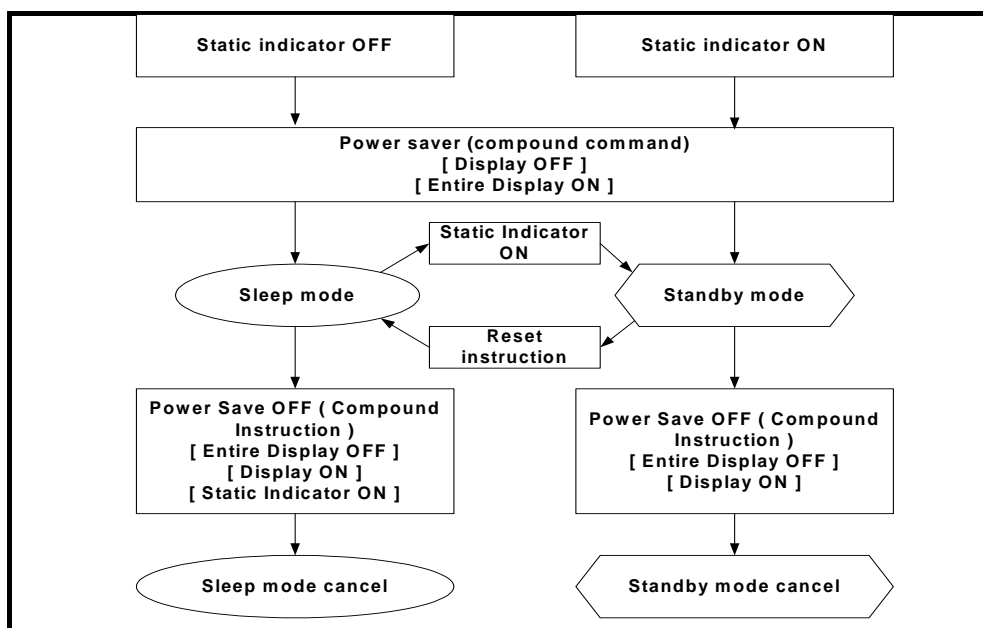 Static indicator OFF
Static indicator ON
Power saver (compound command)
[ Display OFF ]
[ Entire Display ON ]
Static Indicator
ON
Sleep mode
Standby mode
Reset
instruction
Power Save OFF ( Compound
Instruction )
[ Entire Display OFF ]
[ Display ON ]
[ Static Indicator ON ]
Power Save OFF ( Compound
Instruction )
[ Entire Display OFF ]
[ Display ON ]
Sleep mode cancel
Standby mode cancel